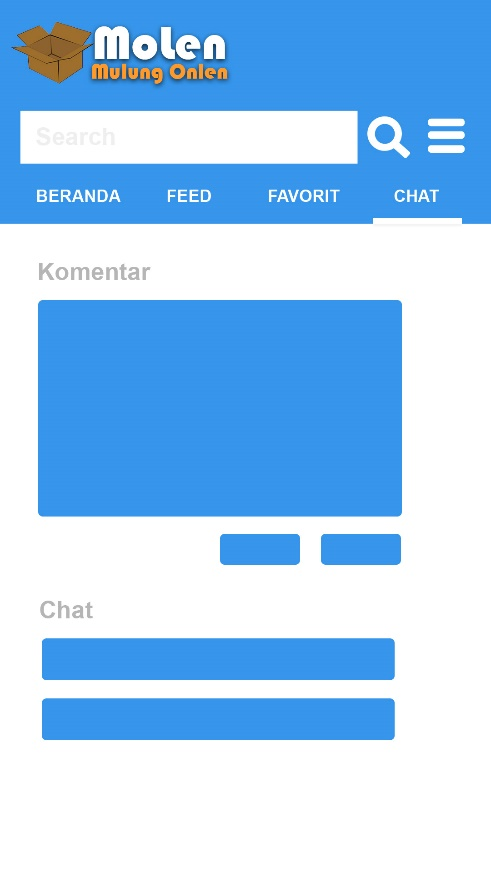 Molen
Mulung Onlen
Search
BERANDA FEED FAVORIT CHAT
Komentar
Chat